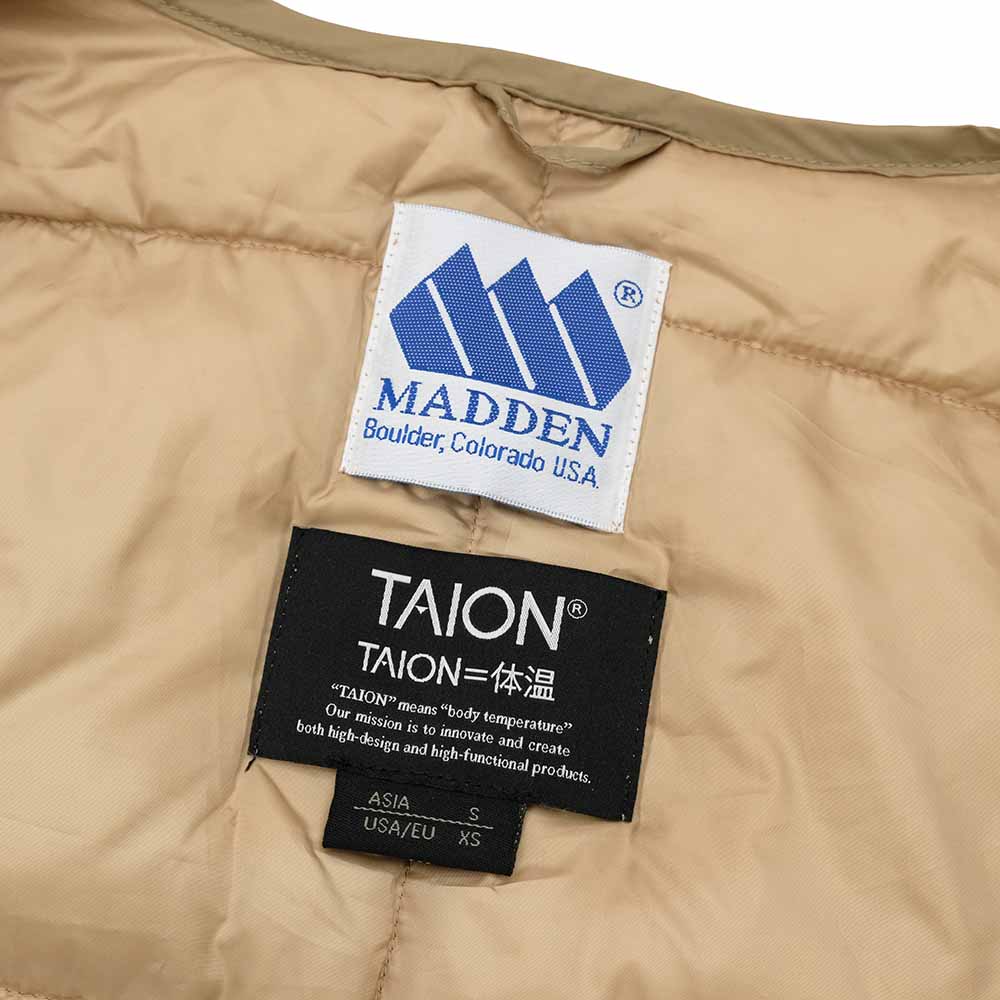 ®
MADDEN
Boulder, Colorado U.S.A.
TAION®
TAION=体温
“TAION” means “body temperature”
Our mission is to innovate and create
both high-design and high-functional products.
ASIA S
USA/EU XS